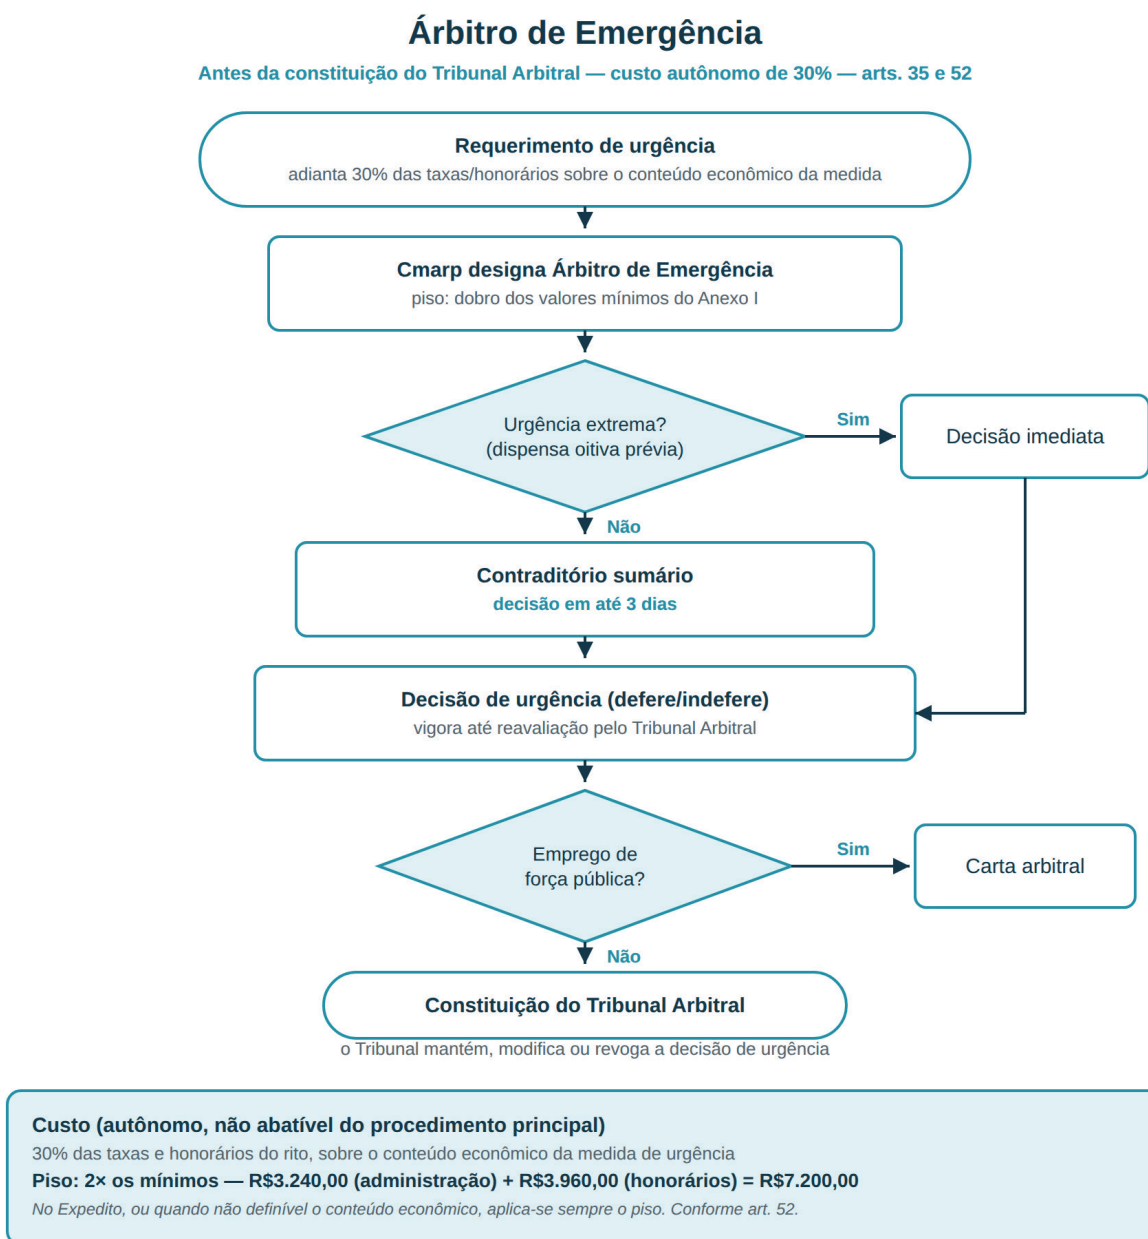 Árbitro de Emergência
Antes da constituição do Tribunal Arbitral — custo autônomo de 30% — arts. 35 e 52
Requerimento de urgência
adianta 30% das taxas/honorários sobre o conteúdo econômico da medida
Cmarp designa Árbitro de Emergência
piso: dobro dos valores mínimos do Anexo I
Urgência extrema?
(dispensa oitiva prévia)
Sim
Decisão imediata
Não
Contraditório sumário
decisão em até 3 dias
Decisão de urgência (defere/indefere)
vigora até reavaliação pelo Tribunal Arbitral
Emprego de
força pública?
Sim
Carta arbitral
Não
Constituição do Tribunal Arbitral
o Tribunal mantém, modifica ou revoga a decisão de urgência
Custo (autônomo, não abatível do procedimento principal)
30% das taxas e honorários do rito, sobre o conteúdo econômico da medida de urgência
Piso: 2× os mínimos — R$3.240,00 (administração) + R$3.960,00 (honorários) = R$7.200,00
No Expedito, ou quando não definível o conteúdo econômico, aplica-se sempre o piso. Conforme art. 52.